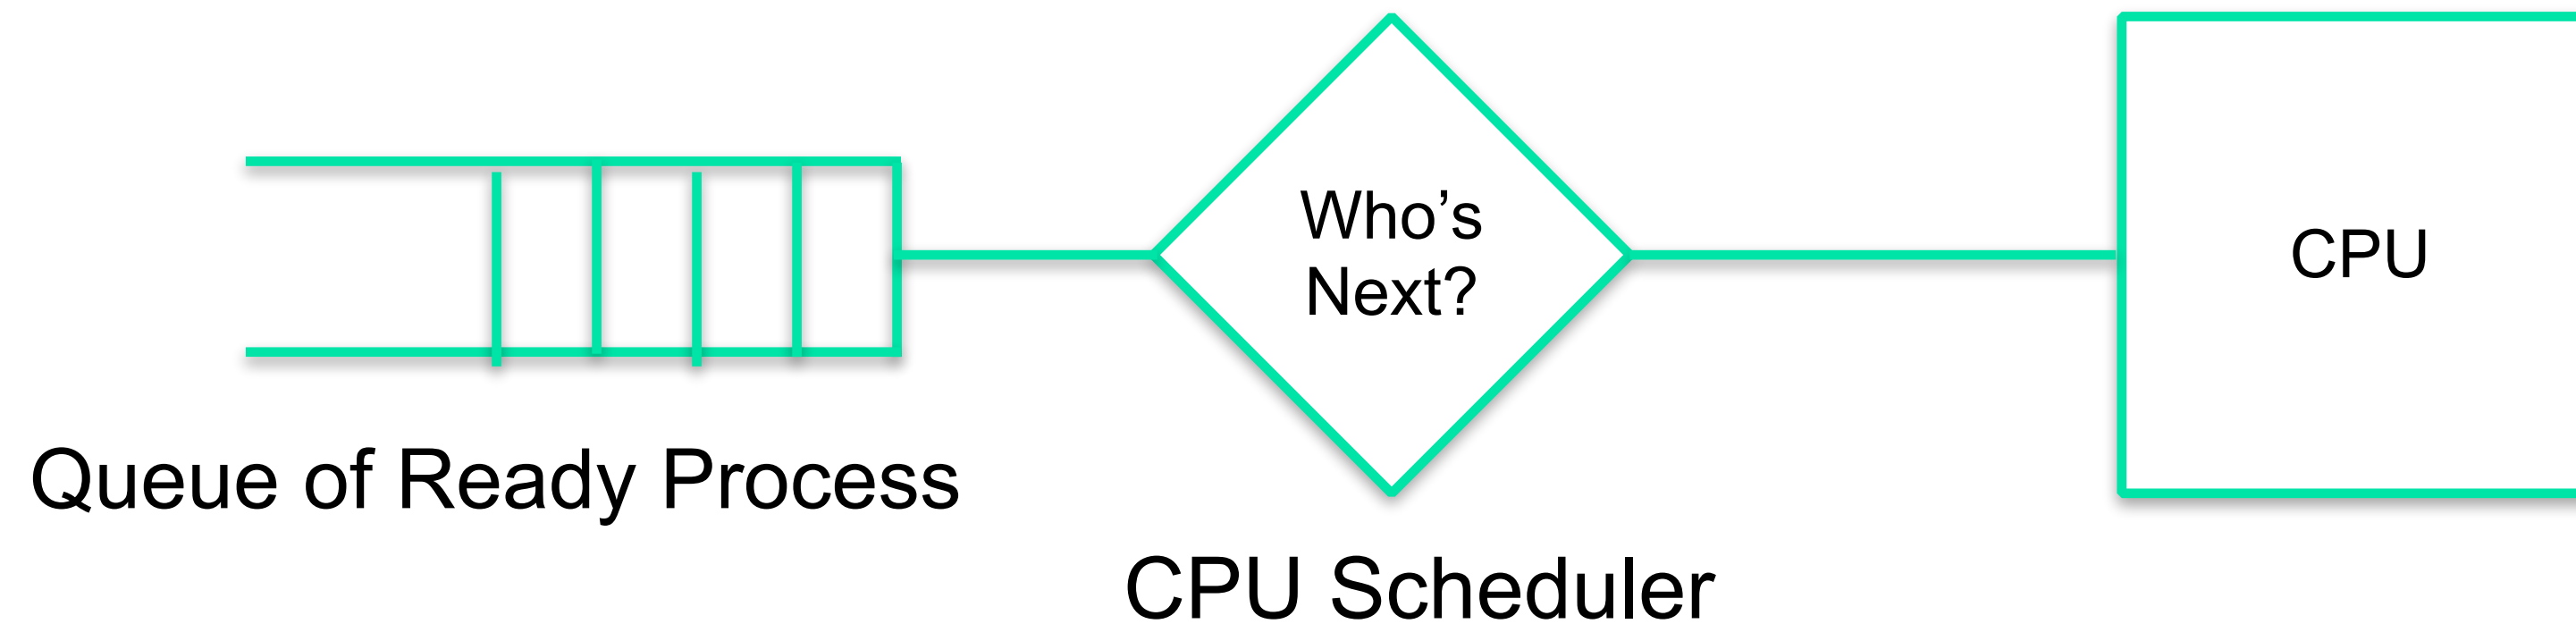 Who’s
Next?
CPU
Queue of Ready Process
CPU Scheduler